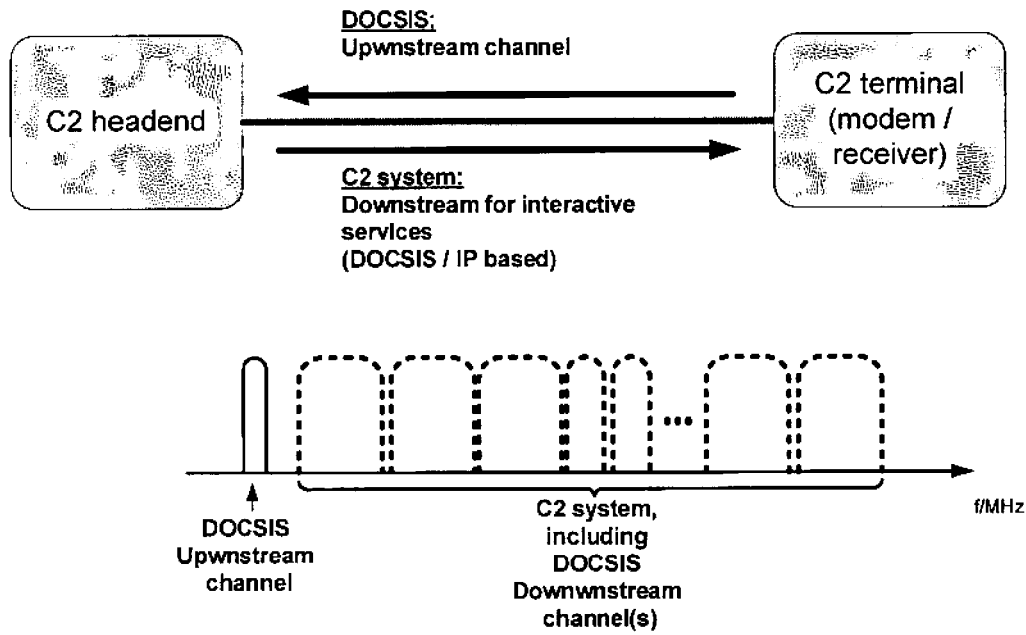 DOCSIS:
Upwnstream channel
C2 headend
C2 terminal
(modem /
receiver)
C2 system:
Downstream for interactive
services
(DOCSIS / IP based)
f/MHz
DOCSIS
Upwnstream
channel
C2 system,
including
DOCSIS
Downwnstream
channel(s)